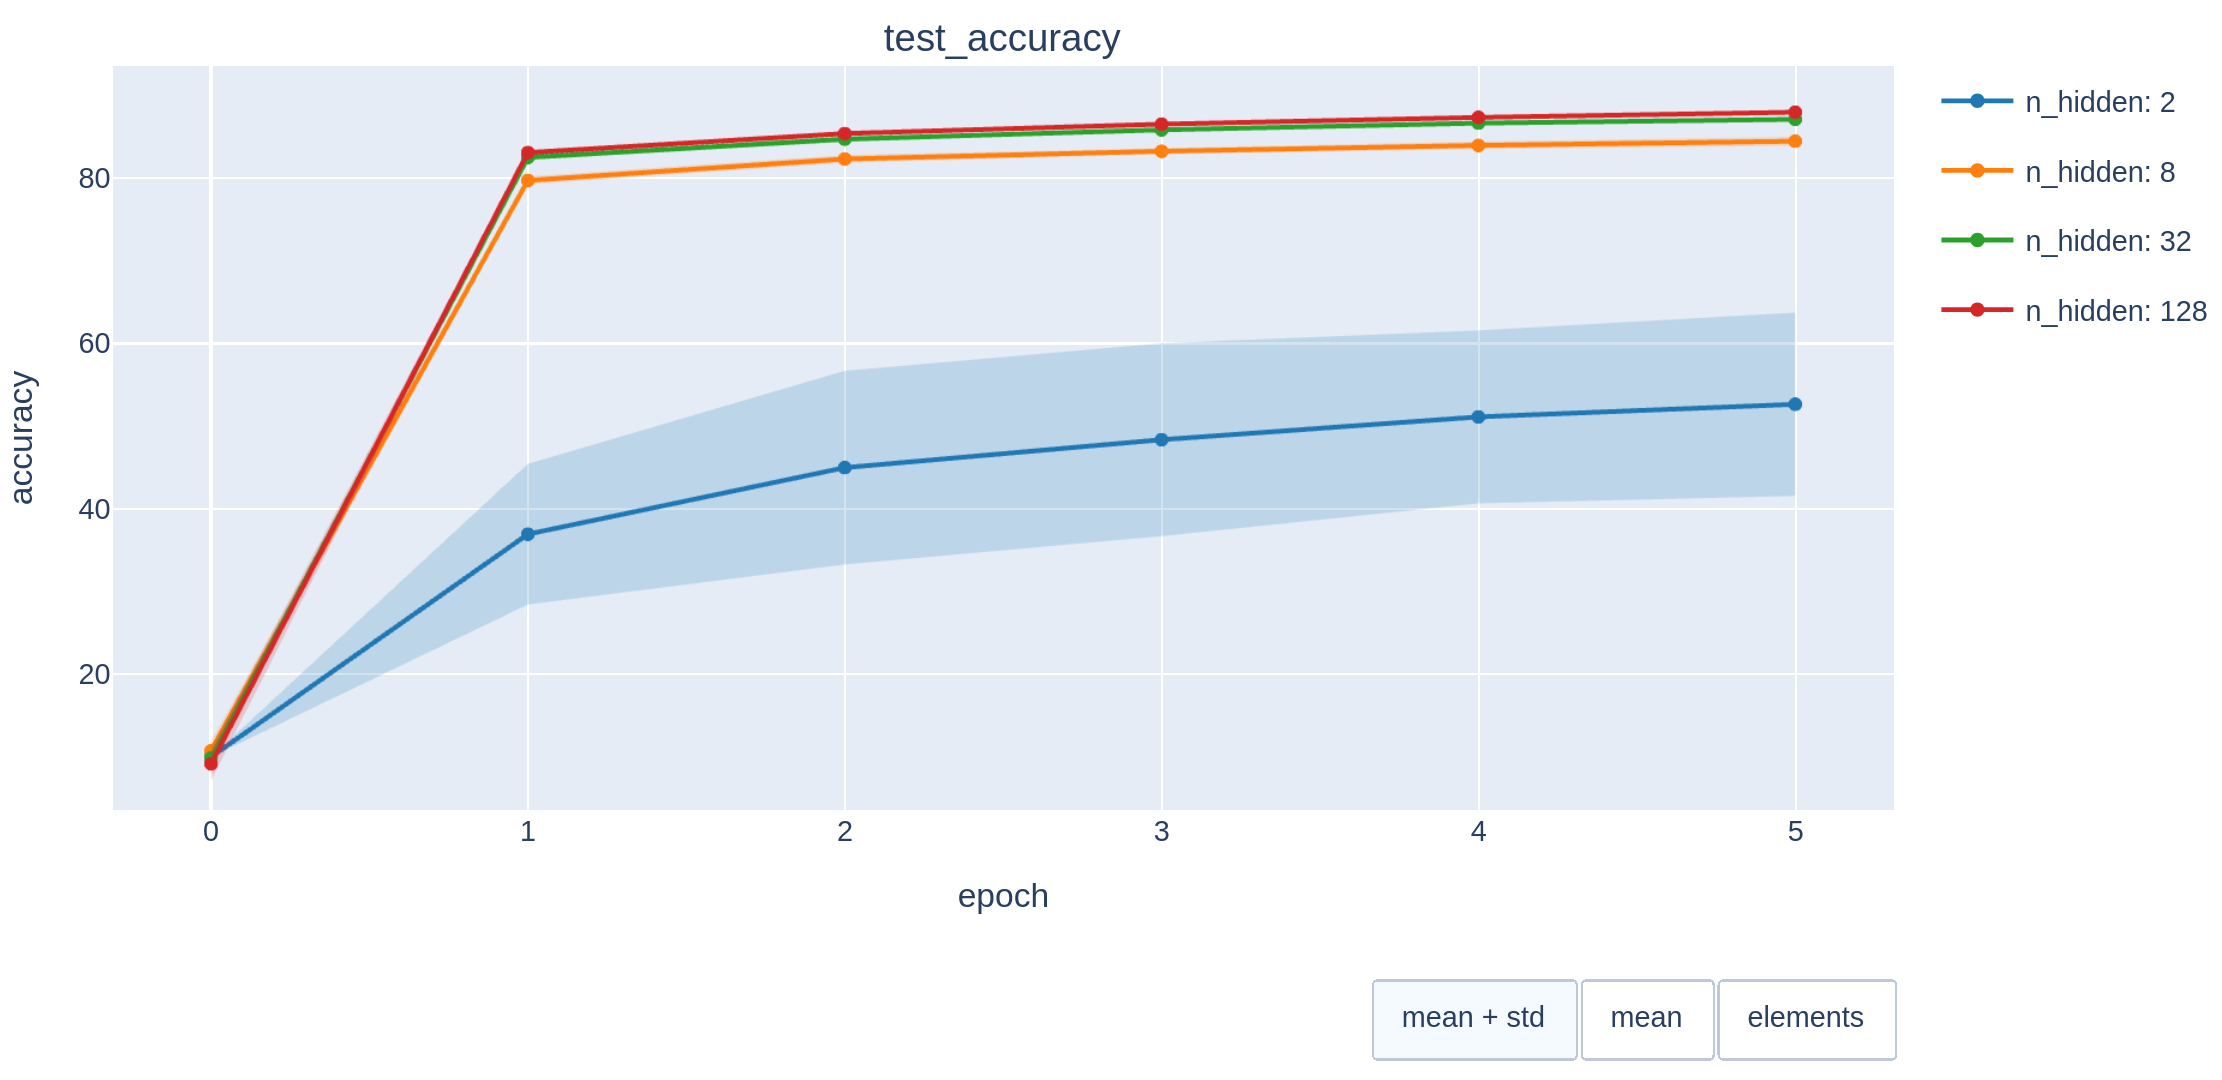 test_accuracy
n_hidden: 2
n_hidden: 8
n_hidden: 32
n_hidden: 128
80
60
40
20
accuracy
0 1 2 3 4 5
epoch
mean + std mean elements